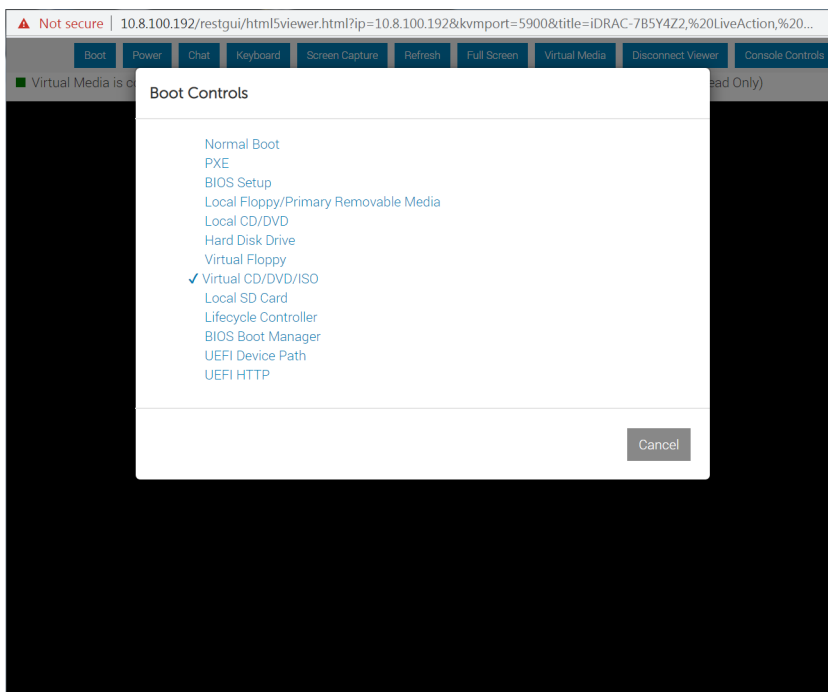 Not secure | 10.8.100.192/restgui/html5viewer.html?ip=10.8.100.192&kvmport=5900&title=iDRAC-7B5Y4Z2,%20LiveAction,%20...
Boot Power Chat Keyboard Screen Capture Refresh Full Screen Virtual Media Disconnect Viewer Console Controls
Virtual Media is Only)
Boot Controls
Normal Boot
PXE
BIOS Setup
Local Floppy/Primary Removable Media
Local CD/DVD
Hard Disk Drive
Virtual Floppy
✓ Virtual CD/DVD/ISO
Local SD Card
Lifecycle Controller
BIOS Boot Manager
UEFI Device Path
UEFI HTTP
Cancel